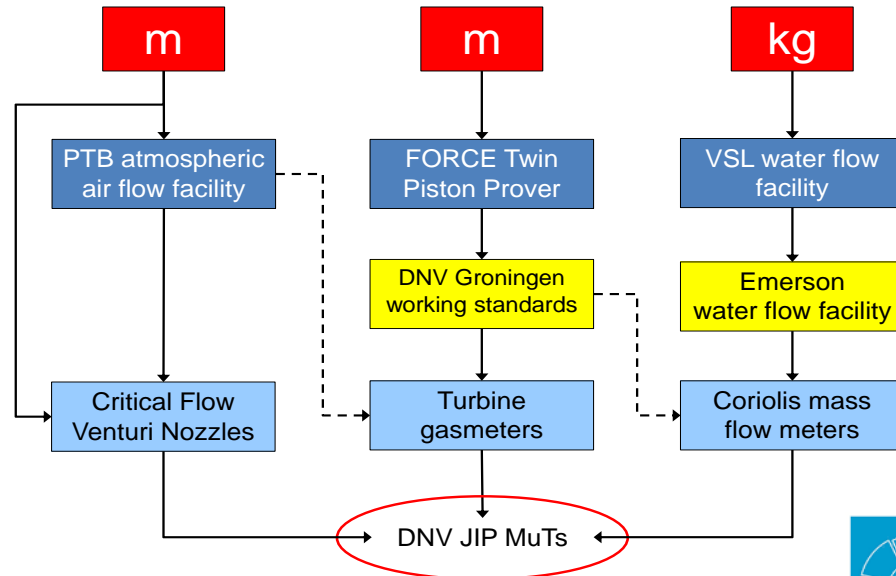 m
m
kg
PTB atmospheric
air flow facility
FORCE Twin
Piston Prover
VSL water flow
facility
DNV Groningen
working standards
Emerson
water flow facility
Critical Flow
Venturi Nozzles
Turbine
gasmeters
Coriolis mass
flow meters
DNV JIP MuTs